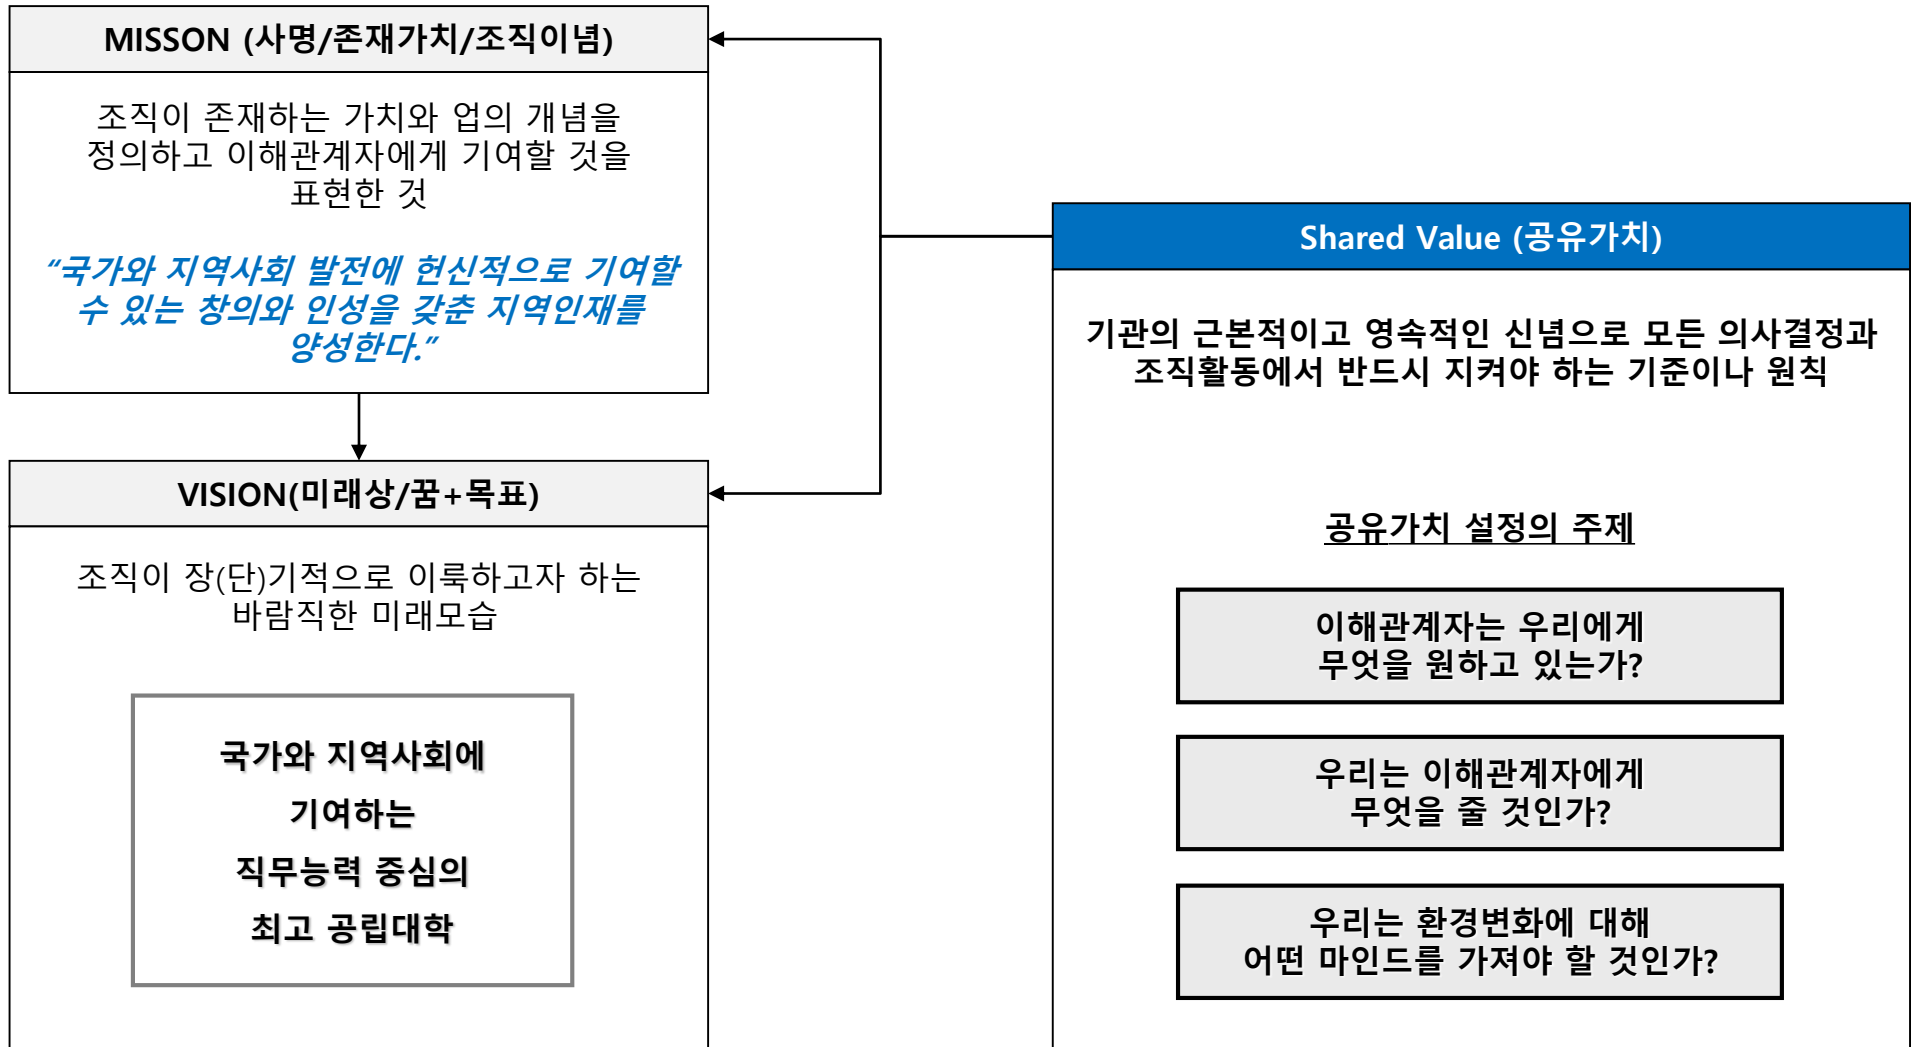 MISSON (사명/존재가치/조직이념)
조직이 존재하는 가치와 업의 개념을
정의하고 이해관계자에게 기여할 것을
표현한 것
“국가와 지역사회 발전에 헌신적으로 기여할
수 있는 창의와 인성을 갖춘 지역인재를
양성한다.”
VISION(미래상/꿈+목표)
조직이 장(단)기적으로 이룩하고자 하는
바람직한 미래모습
국가와 지역사회에
기여하는
직무능력 중심의
최고 공립대학
Shared Value (공유가치)
기관의 근본적이고 영속적인 신념으로 모든 의사결정과
조직활동에서 반드시 지켜야 하는 기준이나 원칙
공유가치 설정의 주제
이해관계자는 우리에게
무엇을 원하고 있는가?
우리는 이해관계자에게
무엇을 줄 것인가?
우리는 환경변화에 대해
어떤 마인드를 가져야 할 것인가?